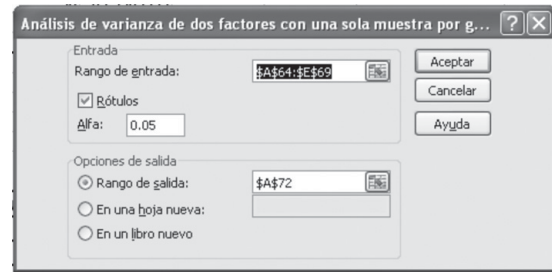 Análisis de varianza de dos factores con una sola muestra por g...
Entrada
Rango de entrada: $A$64:$E$69
Rótulos
Alfa: 0.05
Aceptar
Cancelar
Ayuda
Opciones de salida
Rango de salida: $A$72
En una hoja nueva:
En un libro nuevo